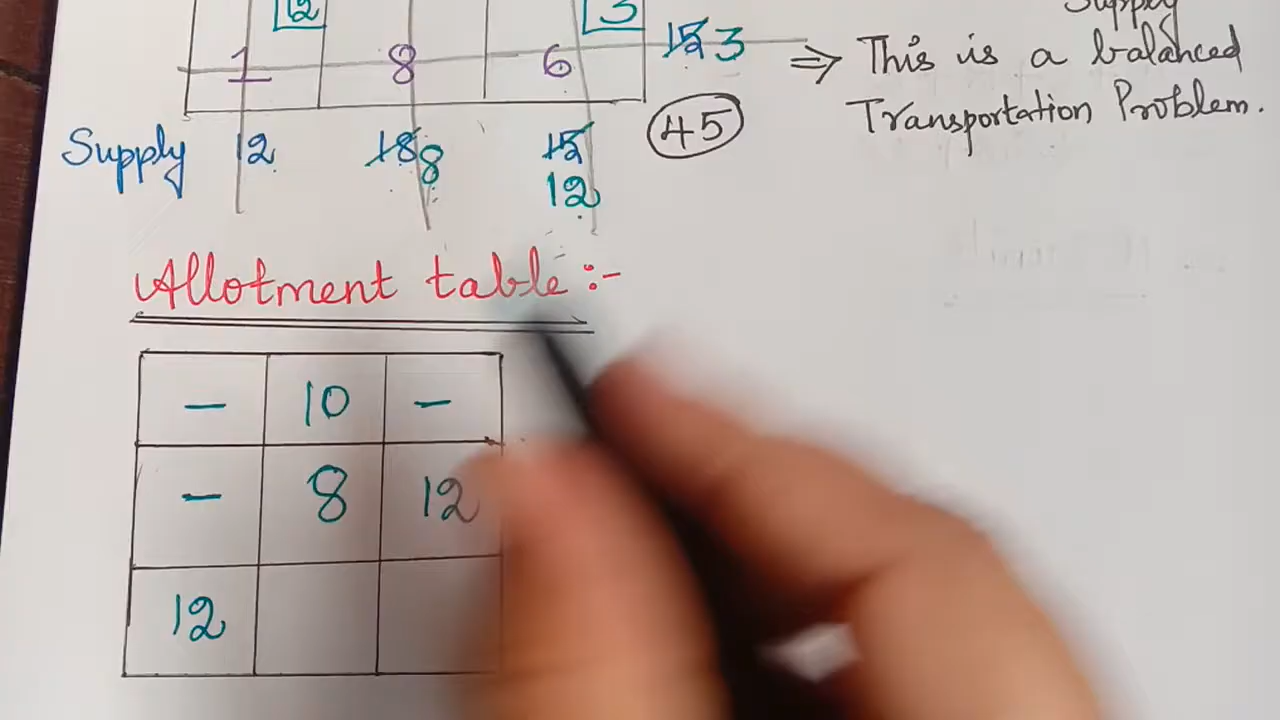 12 3
Supply
1 8 6 15 3
⇒ This is a balanced
Transportation Problem.
Supply 12 18 8 15 12
45
Allotment table :-
– 10 –
– 8 12
12